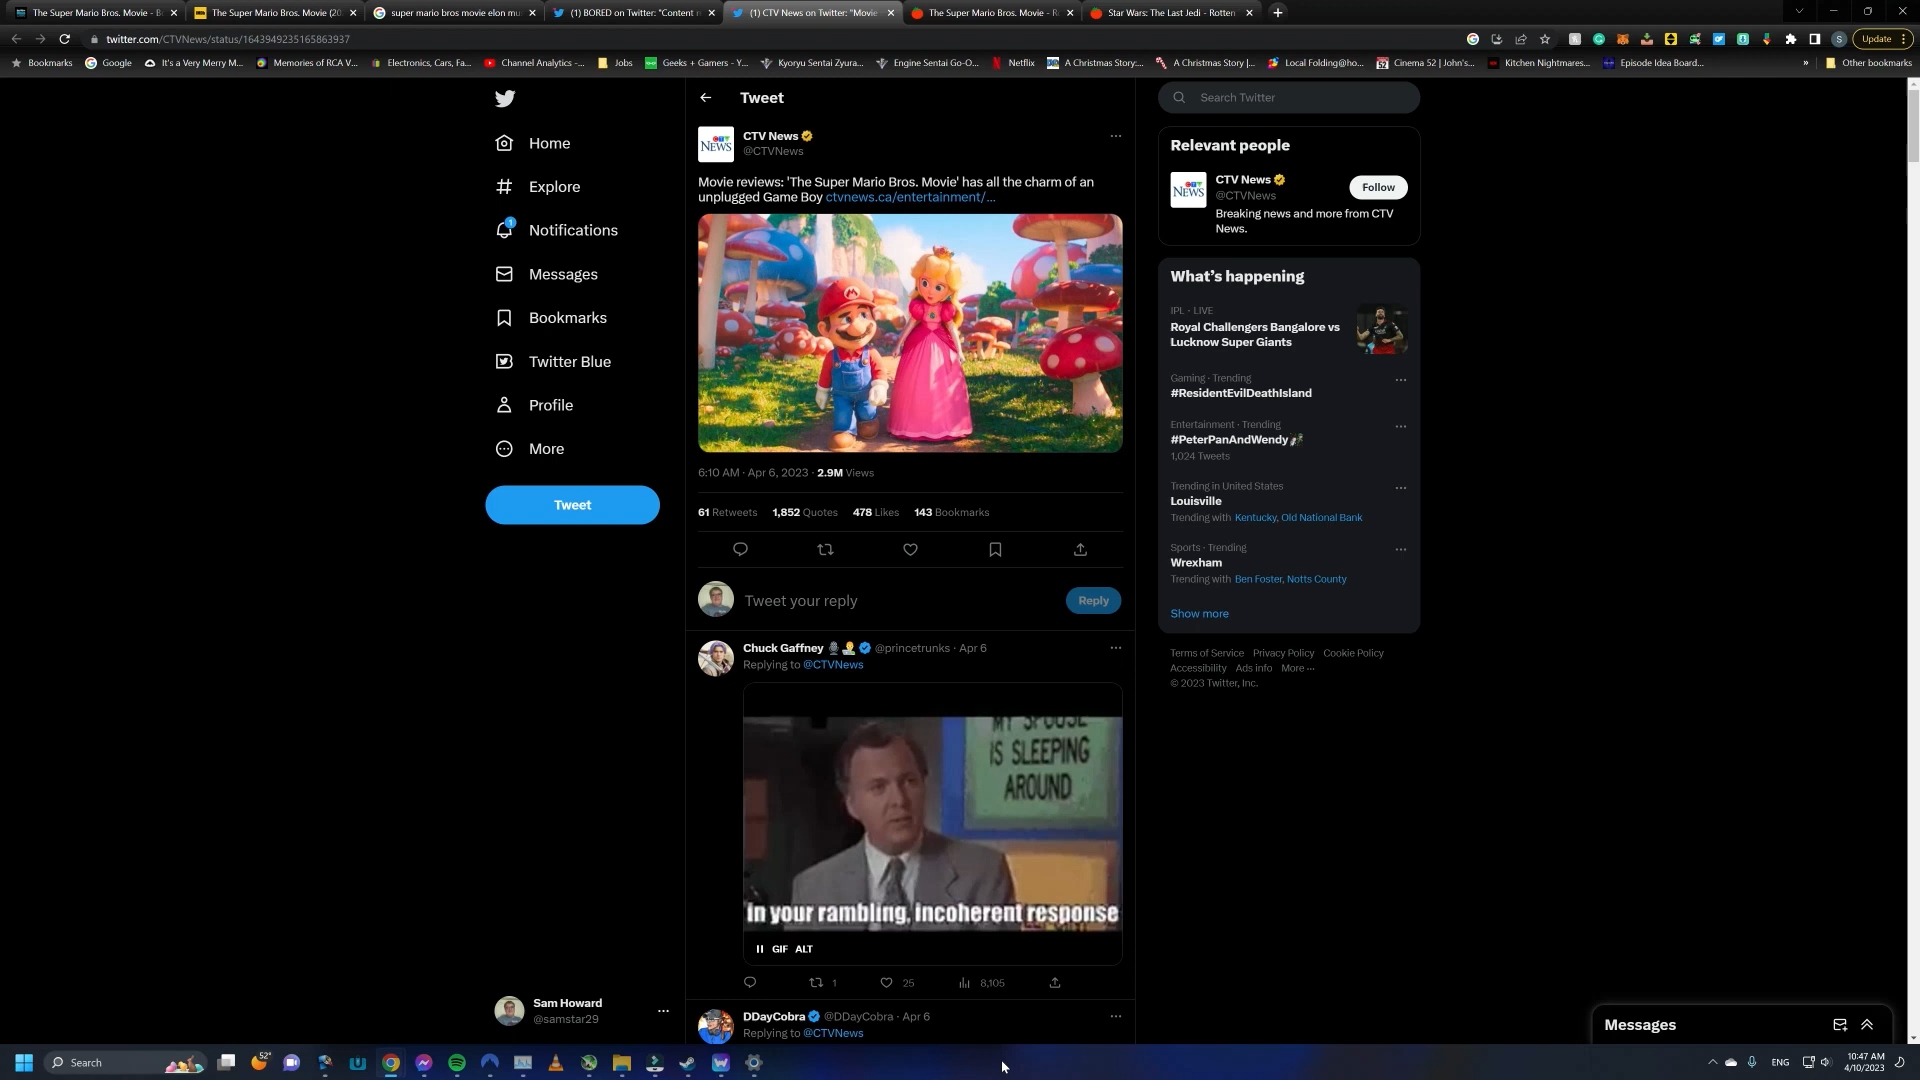 The Super Mario Bros. Movie - B
The Super Mario Bros. Movie (20
super mario bros movie elon mu
(1) BORED on Twitter: "Content
(1) CTV News on Twitter: "Movie
The Super Mario Bros. Movie - R
Star Wars: The Last Jedi - Rotten
twitter.com/CTVNews/status/1643949235165863937
Update
Bookmarks
Google
It's a Very Merry M...
Memories of RCA V...
Electronics, Cars, Fa...
Channel Analytics -...
Jobs
Geeks + Gamers - Y...
Kyoryu Sentai Zyura...
Engine Sentai Go-O...
Netflix
A Christmas Story:...
A Christmas Story |...
Local Folding@ho...
Cinema 52 | John's...
Kitchen Nightmares...
Episode Idea Board...
»
Other bookmarks
Home
Explore
1
Notifications
Messages
Bookmarks
Twitter Blue
Profile
More
Tweet
Sam Howard
@samstar29
Tweet
CTV
NEWS
CTV News
@CTVNews
Movie reviews: 'The Super Mario Bros. Movie' has all the charm of an
unplugged Game Boy ctvnews.ca/entertainment/...
6:10 AM · Apr 6, 2023 · 2.9M Views
61 Retweets 1,852 Quotes 478 Likes 143 Bookmarks
Tweet your reply
Reply
Chuck Gaffney @princetrunks · Apr 6
Replying to @CTVNews
MY SPOUSE
IS SLEEPING
AROUND
in your rambling, incoherent response
GIF ALT
1
25
8,105
DDayCobra @DDayCobra · Apr 6
Replying to @CTVNews
Search Twitter
Relevant people
CTV
NEWS
CTV News
@CTVNews
Follow
Breaking news and more from CTV
News.
What's happening
IPL · LIVE
Royal Challengers Bangalore vs
Lucknow Super Giants
Gaming · Trending
#ResidentEvilDeathIsland
Entertainment · Trending
#PeterPanAndWendy
1,024 Tweets
Trending in United States
Louisville
Trending with Kentucky, Old National Bank
Sports · Trending
Wrexham
Trending with Ben Foster, Notts County
Show more
Terms of Service Privacy Policy Cookie Policy
Accessibility Ads info More ···
© 2023 Twitter, Inc.
Messages
Search
52°
ENG
10:47 AM
4/10/2023